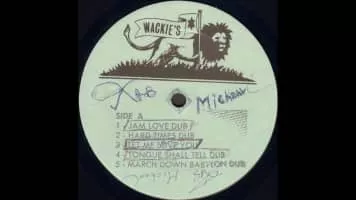 WACKIE'S
Michael
SIDE A
1 - JAM LOVE DUB
2 - HARD TIMES DUB
3 - LET ME YOU
4 - TONGUE SHALL TELL DUB
5 - MARCH DOWN BABYLON DUB